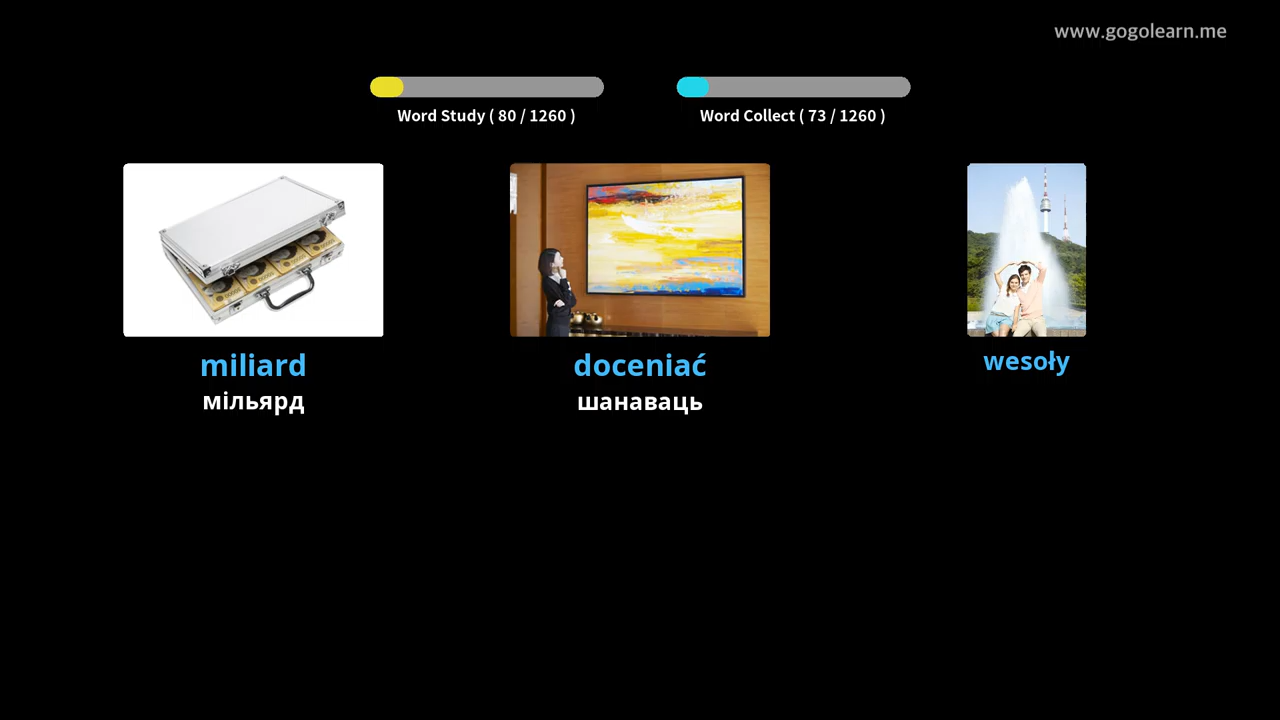 www.gogolearn.me
Word Study ( 80 / 1260 )
Word Collect ( 73 / 1260 )
miliard
мільярд
doceniać
шанаваць
wesoły